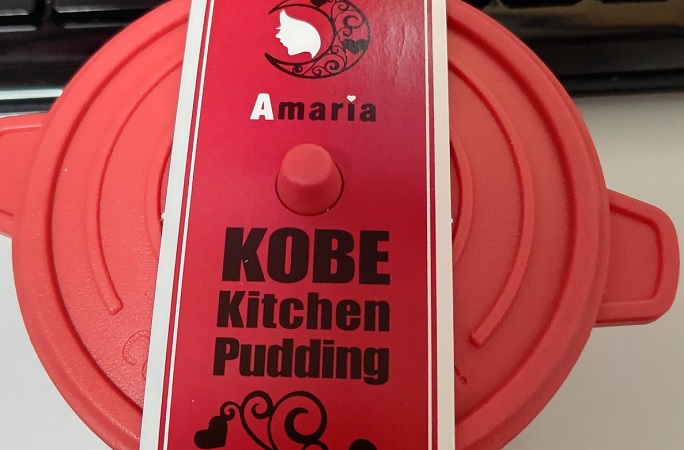 Amaria
KOBE
Kitchen
Pudding